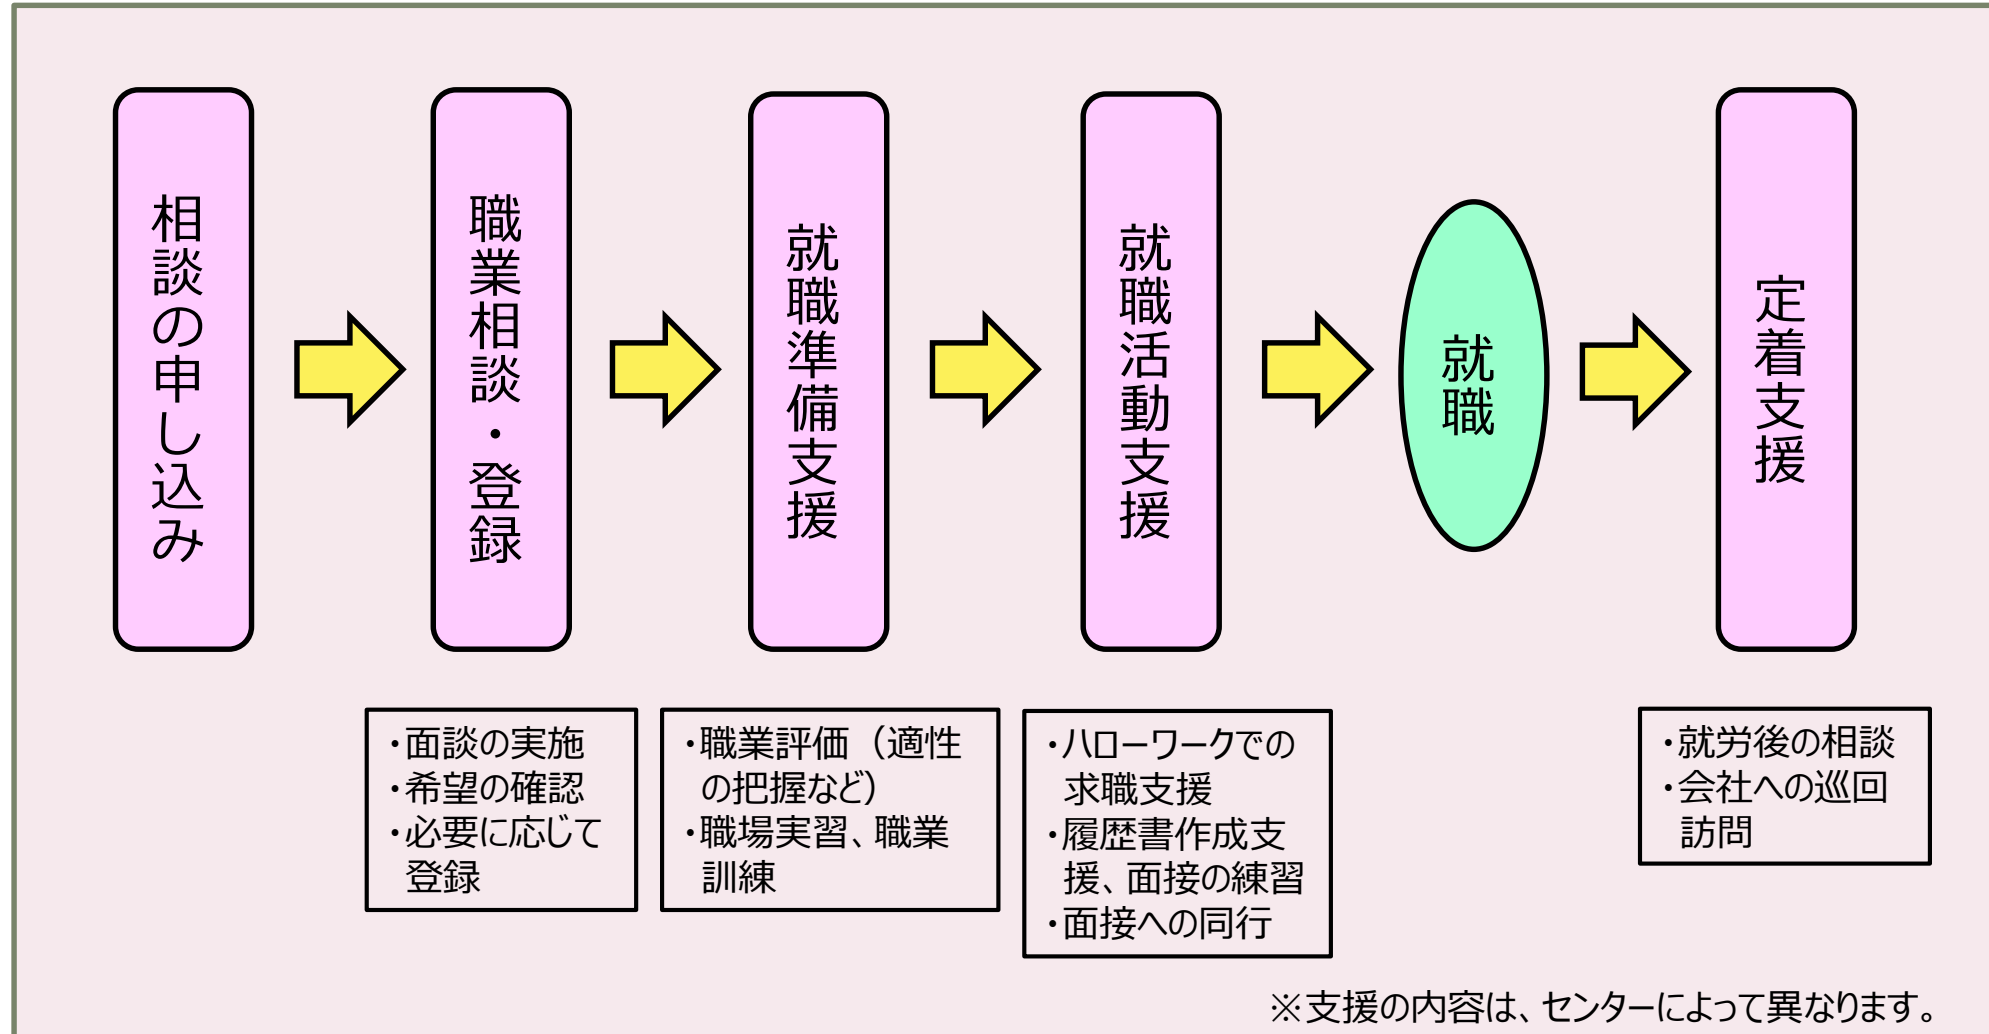 相談の申し込み
職業相談・登録
就職準備支援
就職活動支援
就職
定着支援
・面談の実施
・希望の確認
・必要に応じて
登録
・職業評価（適性
の把握など）
・職場実習、職業
訓練
・ハローワークでの
求職支援
・履歴書作成支
援、面接の練習
・面接への同行
・就労後の相談
・会社への巡回
訪問
※支援の内容は、センターによって異なります。